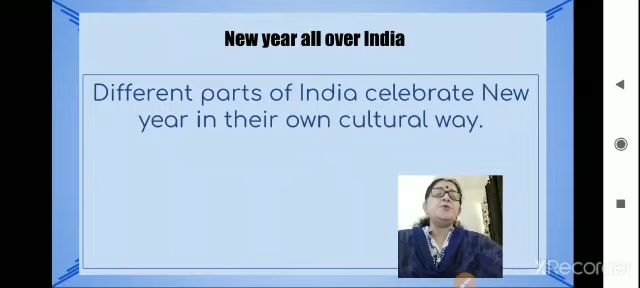 New year all over India
Different parts of India celebrate New
year in their own cultural way.
XRecorder